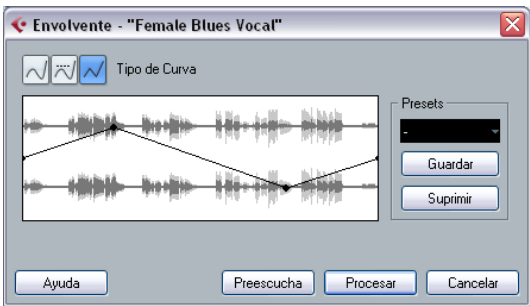 Envolvente - "Female Blues Vocal"
Tipo de Curva
Presets
-
Guardar
Suprimir
Ayuda
Preescucha
Procesar
Cancelar